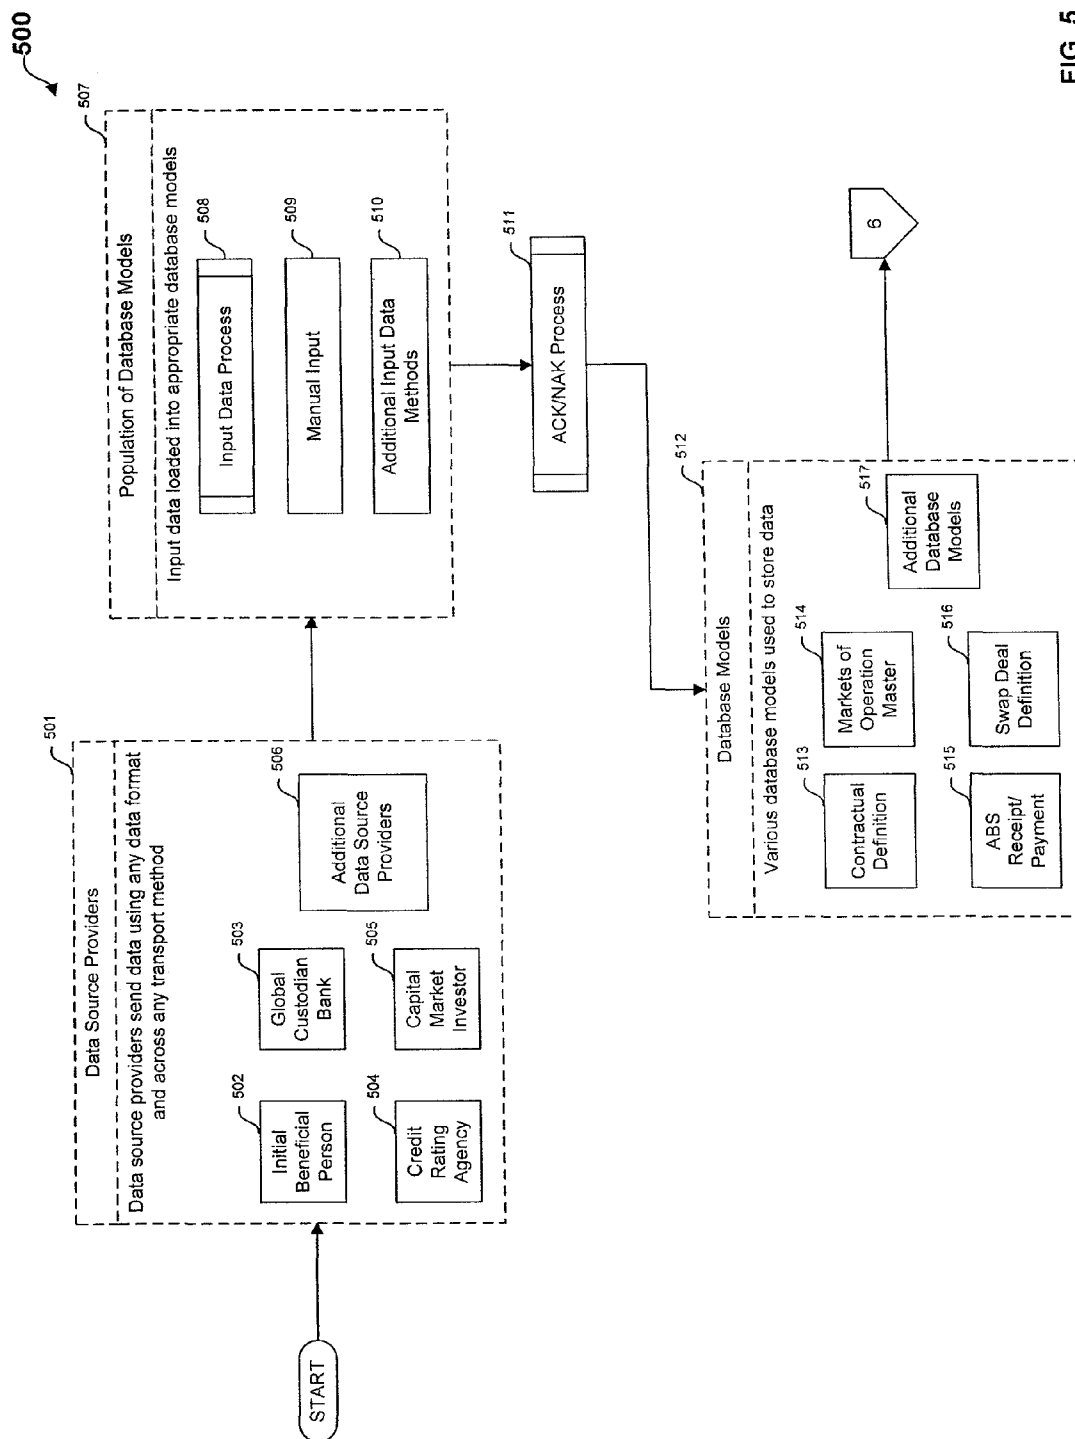 500
START
501
Data Source Providers
Data source providers send data using any data format
and across any transport method
502
Initial
Beneficial
Person
503
Global
Custodian
Bank
504
Credit
Rating
Agency
505
Capital
Market
Investor
506
Additional
Data Source
Providers
507
Population of Database Models
Input data loaded into appropriate database models
508
Input Data Process
509
Manual Input
510
Additional Input Data
Methods
511
ACK/NAK Process
512
Database Models
Various database models used to store data
513
Contractual
Definition
514
Markets of
Operation
Master
515
ABS
Receipt/
Payment
516
Swap Deal
Definition
517
Additional
Database
Models
6
FIG. 5